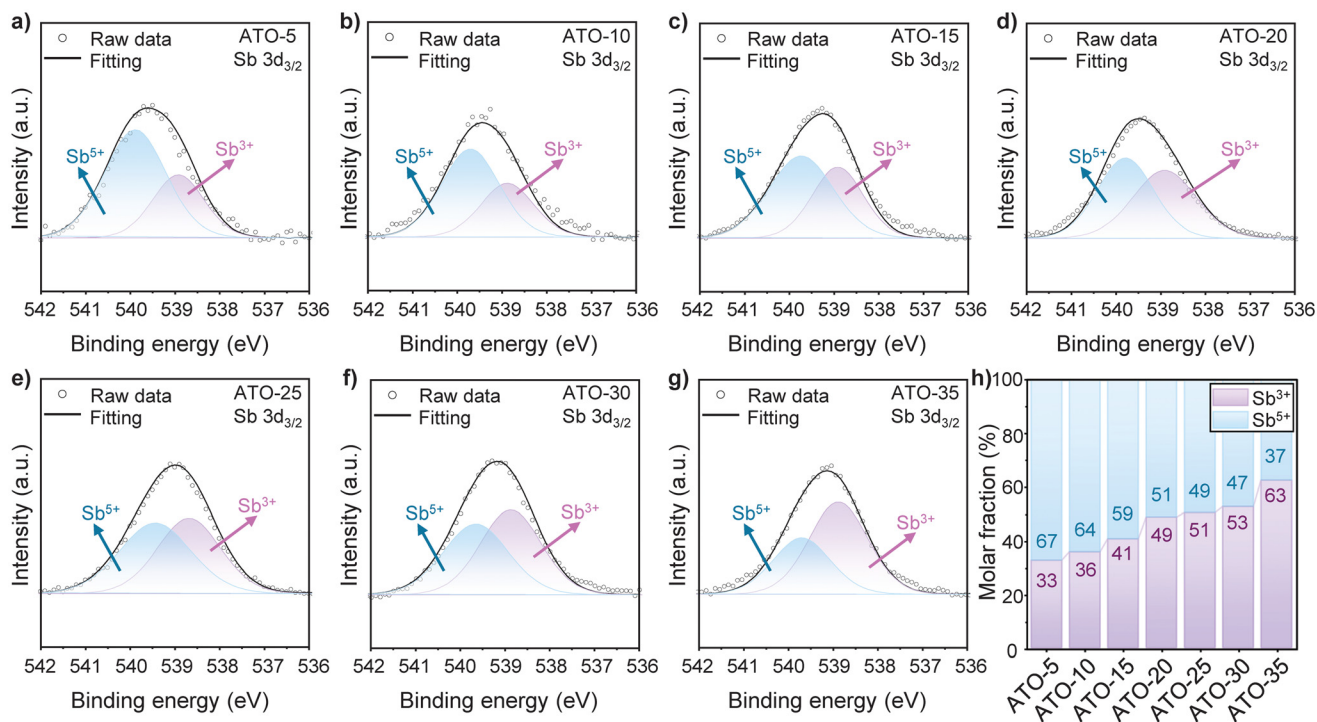 a)
Raw data
ATO-5
Fitting
Sb 3d3/2
Sb5+
Sb3+
Intensity (a.u.)
542 541 540 539 538 537 536
Binding energy (eV)
b)
Raw data
ATO-10
Fitting
Sb 3d3/2
Sb5+
Sb3+
Intensity (a.u.)
542 541 540 539 538 537 536
Binding energy (eV)
c)
Raw data
ATO-15
Fitting
Sb 3d3/2
Sb5+
Sb3+
Intensity (a.u.)
542 541 540 539 538 537 536
Binding energy (eV)
d)
Raw data
ATO-20
Fitting
Sb 3d3/2
Sb5+
Sb3+
Intensity (a.u.)
542 541 540 539 538 537 536
Binding energy (eV)
e)
Raw data
ATO-25
Fitting
Sb 3d3/2
Sb5+
Sb3+
Intensity (a.u.)
542 541 540 539 538 537 536
Binding energy (eV)
f)
Raw data
ATO-30
Fitting
Sb 3d3/2
Sb5+
Sb3+
Intensity (a.u.)
542 541 540 539 538 537 536
Binding energy (eV)
g)
Raw data
ATO-35
Fitting
Sb 3d3/2
Sb5+
Sb3+
Intensity (a.u.)
542 541 540 539 538 537 536
Binding energy (eV)
h)
100
80
60
40
20
0
Molar fraction (%)
Sb3+
Sb5+
67 64 59 51 49 47 37
33 36 41 49 51 53 63
ATO-5 ATO-10 ATO-15 ATO-20 ATO-25 ATO-30 ATO-35